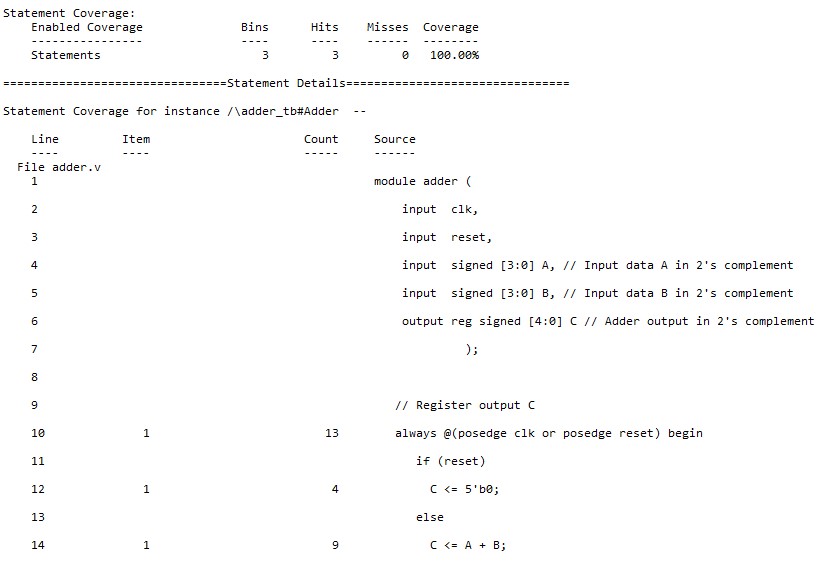 Statement Coverage:
    Enabled Coverage              Bins      Hits    Misses  Coverage
    ----------------              ----      ----    ------  --------
    Statements                       3         3         0   100.00%

================================Statement Details================================

Statement Coverage for instance /\adder_tb#Adder  --

    Line         Item                      Count     Source
    ----         ----                      -----     ------
  File adder.v
    1                                                module adder (
    2                                                    input  clk,
    3                                                    input  reset,
    4                                                    input  signed [3:0] A, // Input data A in 2's complement
    5                                                    input  signed [3:0] B, // Input data B in 2's complement
    6                                                    output reg signed [4:0] C // Adder output in 2's complement
    7                                                             );
    8
    9                                                   // Register output C
    10              1                         13        always @(posedge clk or posedge reset) begin
    11                                                     if (reset)
    12              1                          4             C <= 5'b0;
    13                                                     else
    14              1                          9             C <= A + B;